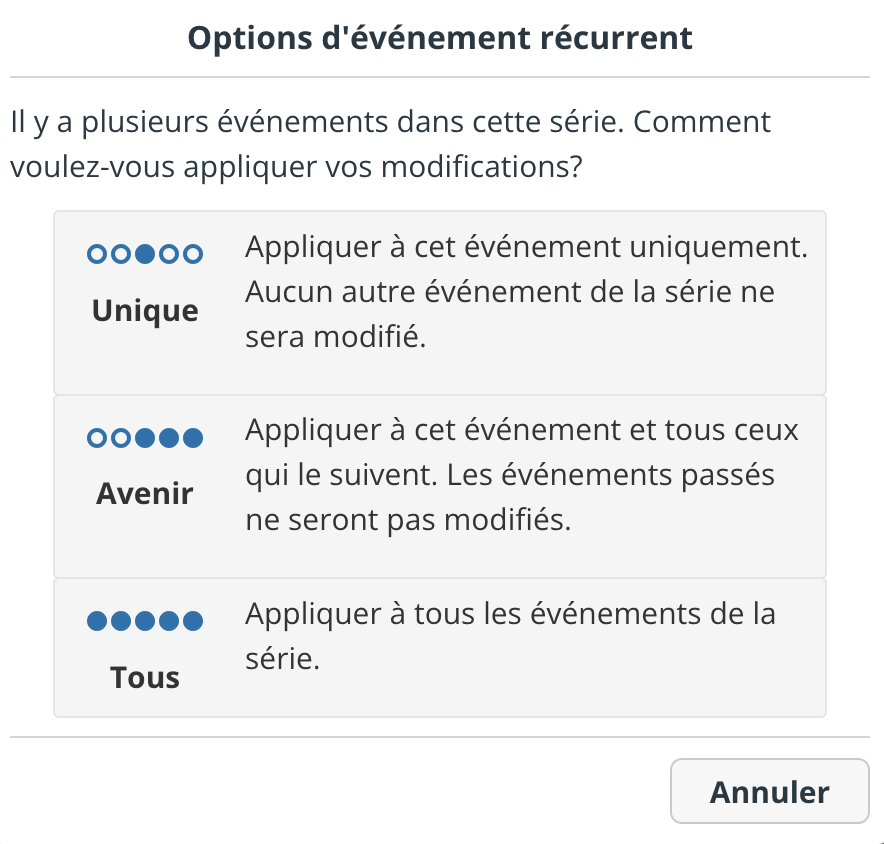 Options d'événement récurrent
Il y a plusieurs événements dans cette série. Comment
voulez-vous appliquer vos modifications?
Unique
Appliquer à cet événement uniquement.
Aucun autre événement de la série ne
sera modifié.
Avenir
Appliquer à cet événement et tous ceux
qui le suivent. Les événements passés
ne seront pas modifiés.
Tous
Appliquer à tous les événements de la
série.
Annuler